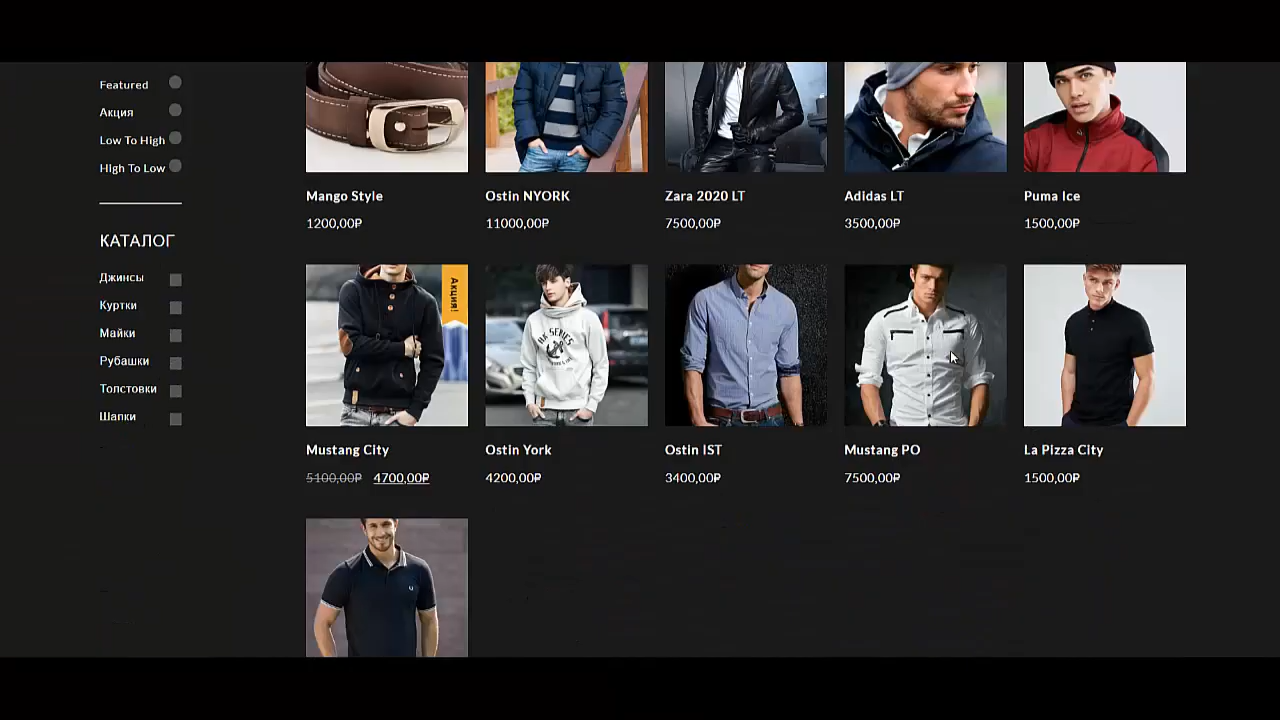 Featured
Акция
Low To High
High To Low
КАТАЛОГ
Джинсы
Куртки
Майки
Рубашки
Толстовки
Шапки
Mango Style
Ostin NYORK
Zara 2020 LT
Adidas LT
Puma Ice
1200,00₽
11000,00₽
7500,00₽
3500,00₽
1500,00₽
Акция!
Mustang City
Ostin York
Ostin IST
Mustang PO
La Pizza City
5100,00₽ 4700,00₽
4200,00₽
3400,00₽
7500,00₽
1500,00₽